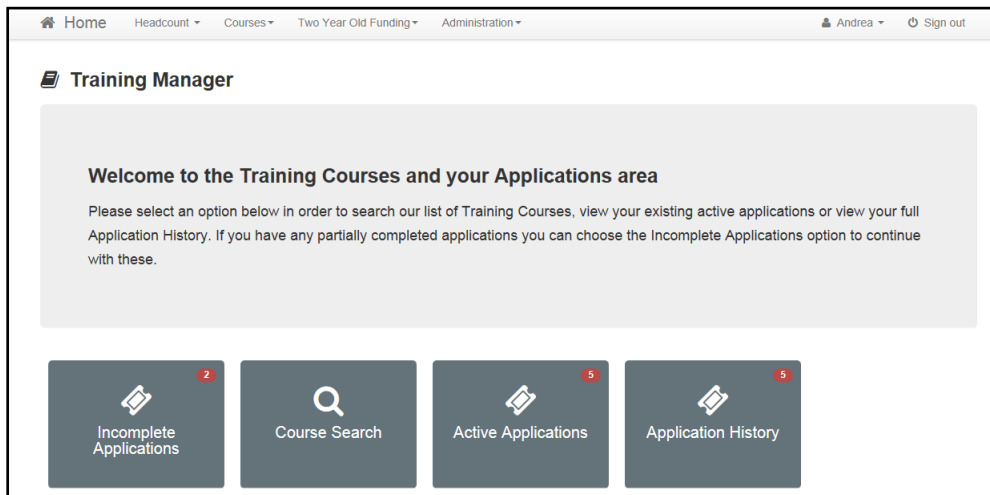 Home Headcount Courses Two Year Old Funding Administration Andrea Sign out
Training Manager
Welcome to the Training Courses and your Applications area
Please select an option below in order to search our list of Training Courses, view your existing active applications or view your full
Application History. If you have any partially completed applications you can choose the Incomplete Applications option to continue
with these.
2
Incomplete
Applications
Course Search
5
Active Applications
5
Application History